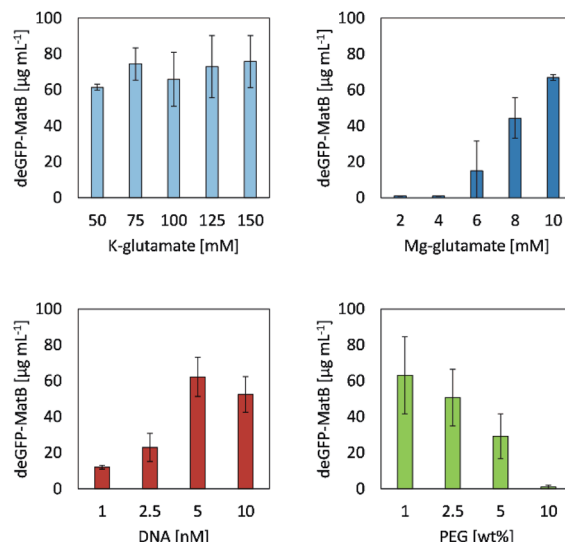 deGFP-MatB [µg mL⁻¹]
100
80
60
40
20
0
50 75 100 125 150
K-glutamate [mM]
deGFP-MatB [µg mL⁻¹]
100
80
60
40
20
0
2 4 6 8 10
Mg-glutamate [mM]
deGFP-MatB [µg mL⁻¹]
100
80
60
40
20
0
1 2.5 5 10
DNA [nM]
deGFP-MatB [µg mL⁻¹]
100
80
60
40
20
0
1 2.5 5 10
PEG [wt%]